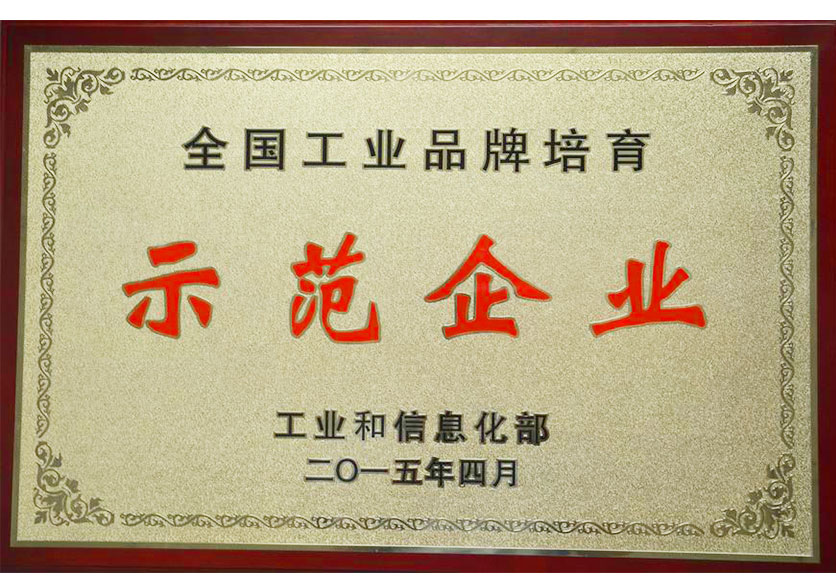 全国工业品牌培育
示范企业
工业和信息化部
二〇一五年四月